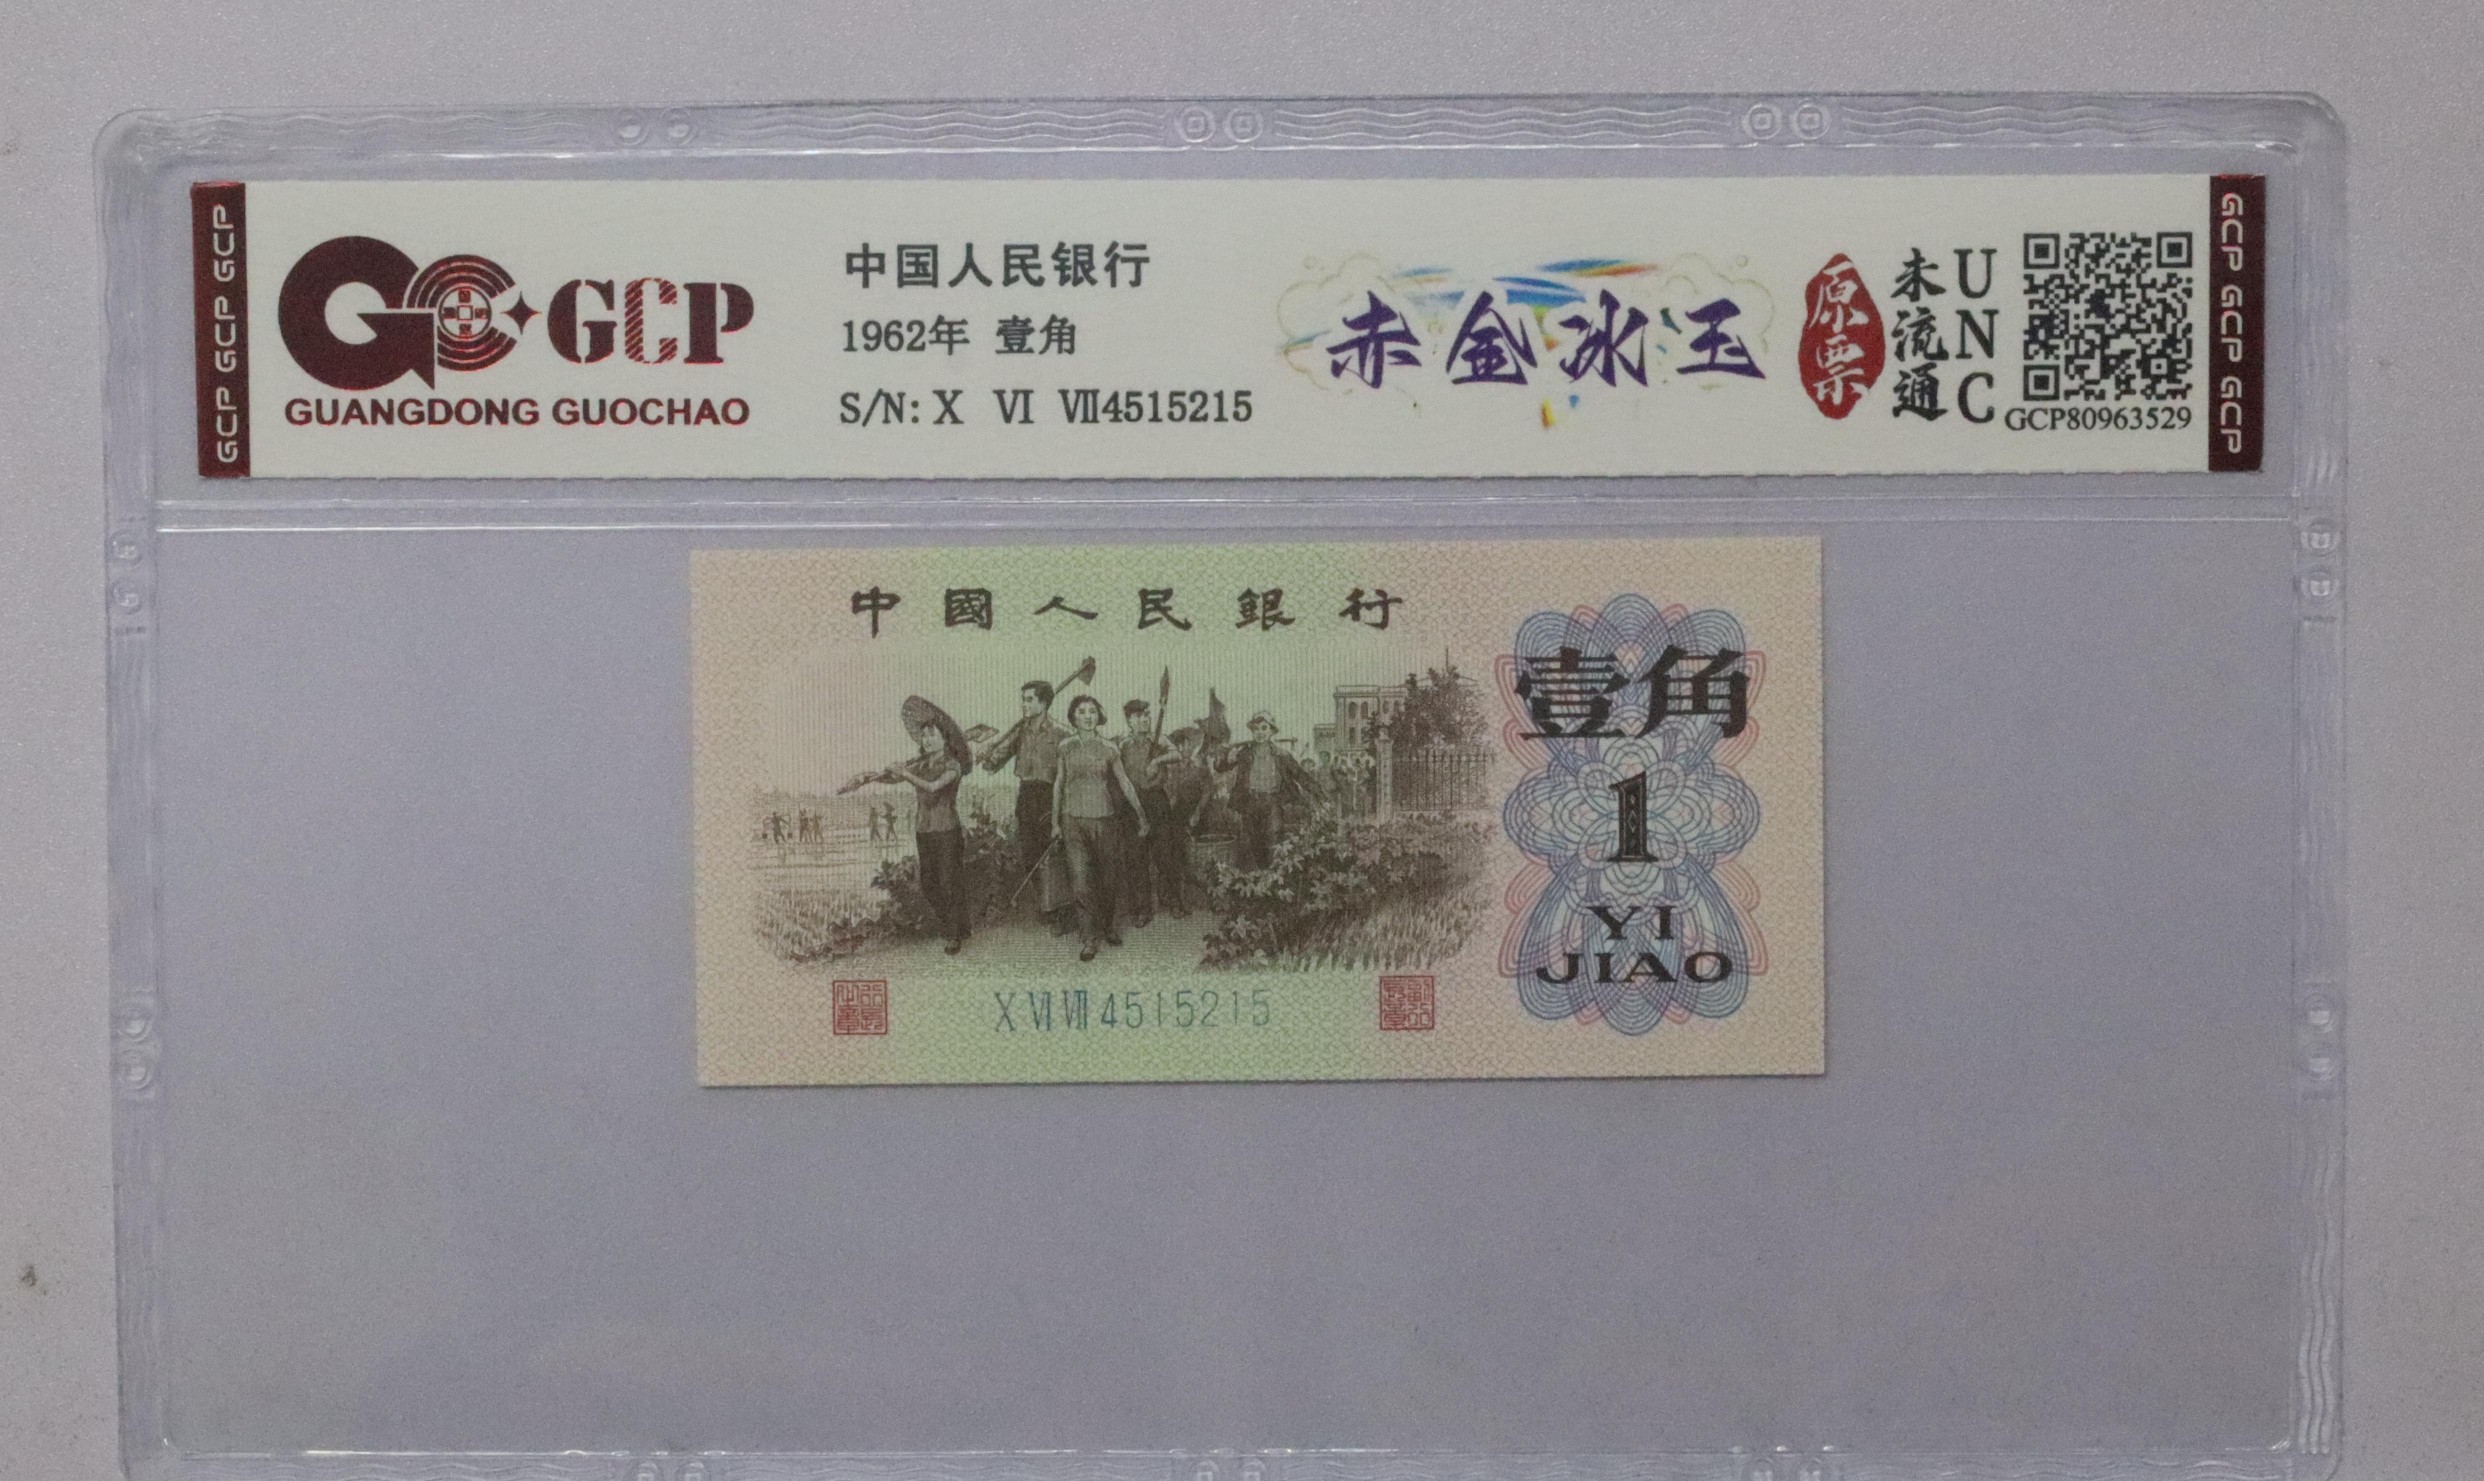 GCP GCP GCP
GCP
GUANGDONG GUOCHAO
中国人民银行
1962年 壹角
S/N: X VI VII4515215
赤金冰玉
原票
未流通
UNC
GCP80963529
GCP GCP GCP
中國人民銀行
壹角
1
YI
JIAO
X VI VII 4515215